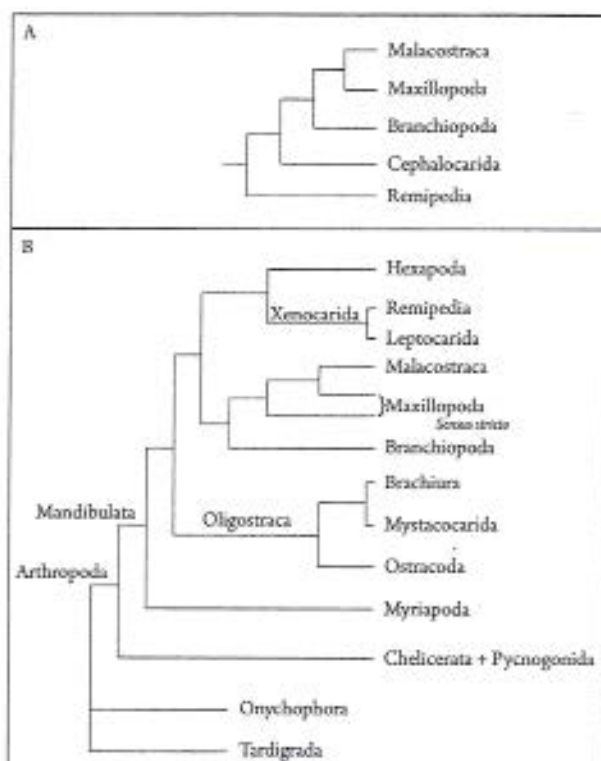 A
Malacostraca
Maxillopoda
Branchiopoda
Cephalocarida
Remipedia
B
Hexapoda
Xenocarida
Remipedia
Leptocarida
Malacostraca
Maxillopoda
Sensus stricto
Branchiopoda
Brachiura
Mandibulata
Oligostraca
Mystacocarida
Arthropoda
Ostracoda
Myriapoda
Chelicerata + Pycnogonida
Onychophora
Tardigrada